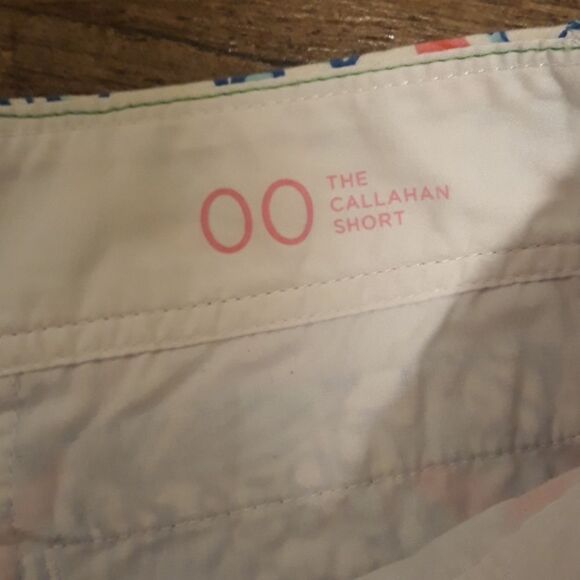 00
THE
CALLAHAN
SHORT